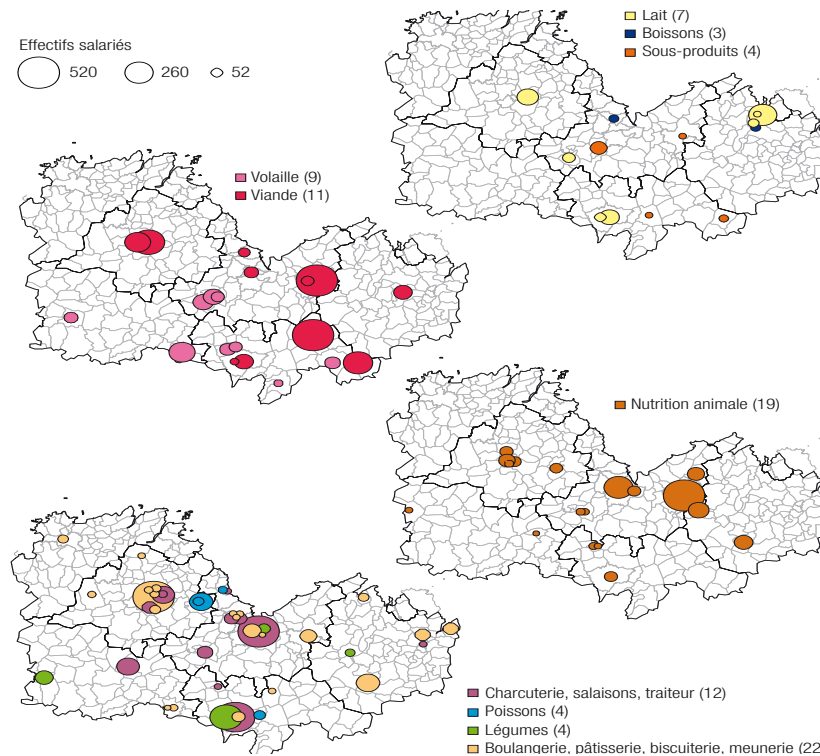 Effectifs salariés
520 260 52
Lait (7)
Boissons (3)
Sous-produits (4)
Volaille (9)
Viande (11)
Nutrition animale (19)
Charcuterie, salaisons, traiteur (12)
Poissons (4)
Légumes (4)
Boulangerie, pâtisserie, biscuiterie, meunerie (22